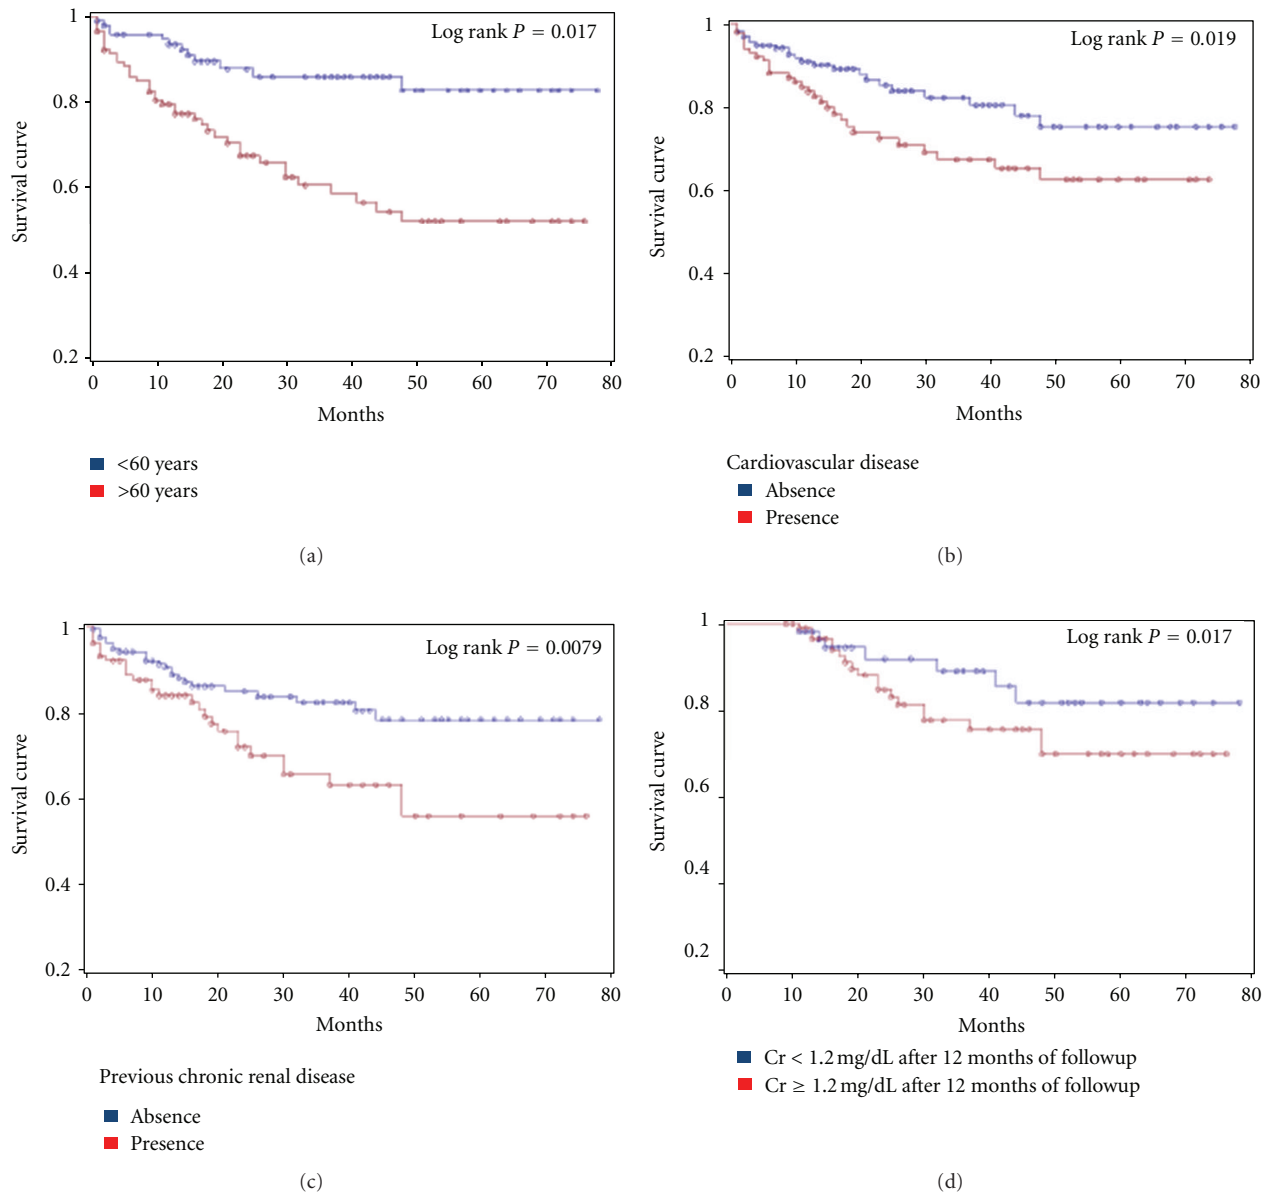 1
0.8
0.6
0.4
0.2
Survival curve
Log rank P = 0.017
0 10 20 30 40 50 60 70 80
Months
<60 years
>60 years
(a)
1
0.8
0.6
0.4
0.2
Survival curve
Log rank P = 0.019
0 10 20 30 40 50 60 70 80
Months
Cardiovascular disease
Absence
Presence
(b)
1
0.8
0.6
0.4
0.2
Survival curve
Log rank P = 0.0079
0 10 20 30 40 50 60 70 80
Months
Previous chronic renal disease
Absence
Presence
(c)
1
0.8
0.6
0.4
0.2
Survival curve
Log rank P = 0.017
0 10 20 30 40 50 60 70 80
Months
Cr < 1.2 mg/dL after 12 months of followup
Cr ≥ 1.2 mg/dL after 12 months of followup
(d)